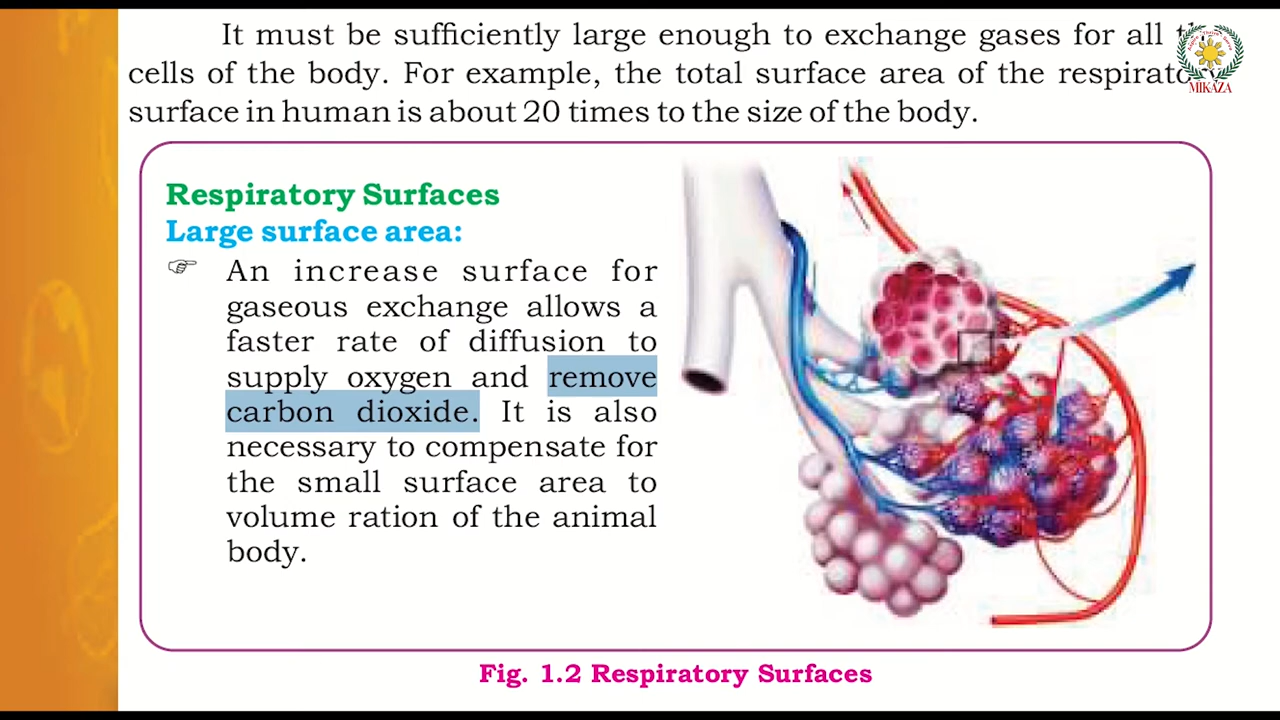 It must be sufficiently large enough to exchange gases for all
cells of the body. For example, the total surface area of the
surface in human is about 20 times to the size of the body.
MIKAZA
Respiratory Surfaces
Large surface area:
An increase surface for
gaseous exchange allows a
faster rate of diffusion to
supply oxygen and remove
carbon dioxide. It is also
necessary to compensate for
the small surface area to
volume ration of the animal
body.
Fig. 1.2 Respiratory Surfaces